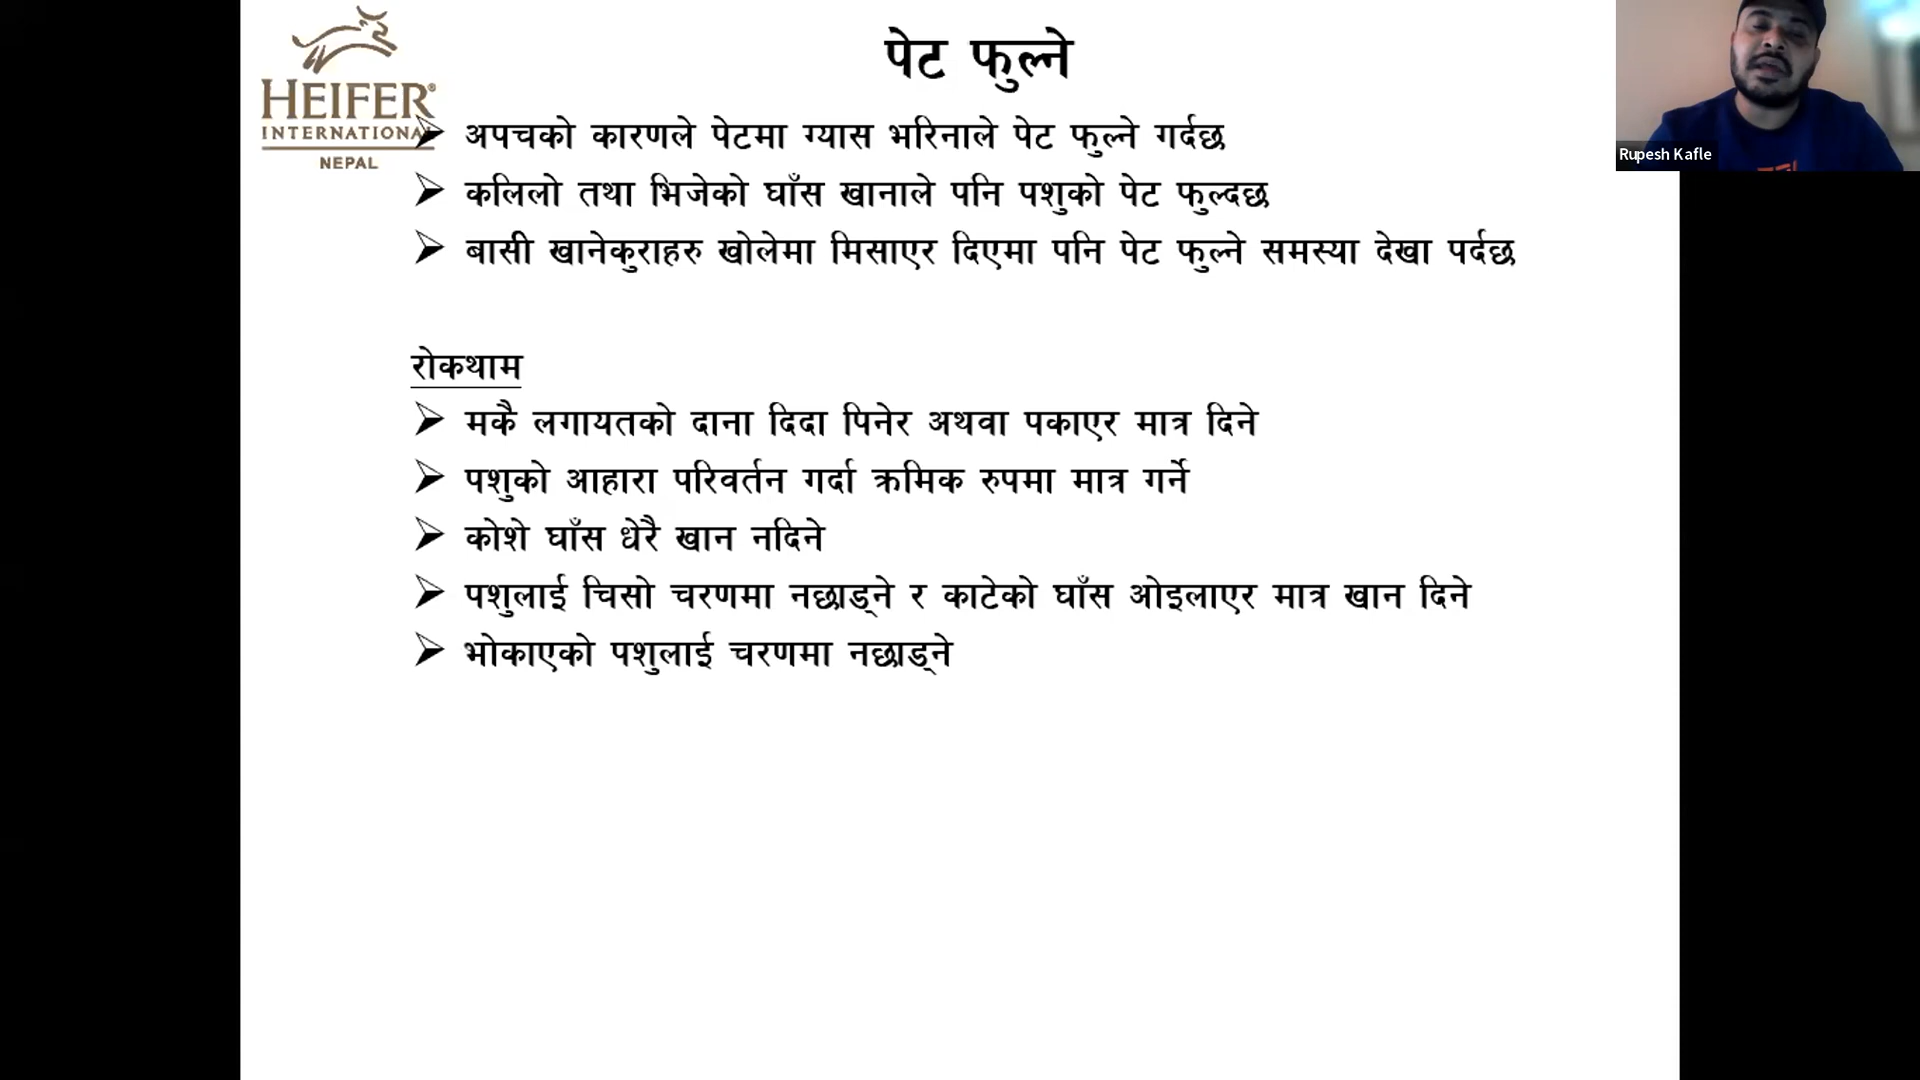 HEIFER®
INTERNATIONAL
NEPAL
पेट फुल्ने
Rupesh Kafle
अपचको कारणले पेटमा ग्यास भरिनाले पेट फुल्ने गर्दछ
कलिलो तथा भिजेको घाँस खानाले पनि पशुको पेट फुल्दछ
बासी खानेकुराहरु खोलेमा मिसाएर दिएमा पनि पेट फुल्ने समस्या देखा पर्दछ
रोकथाम
मकै लगायतको दाना दिदा पिनेर अथवा पकाएर मात्र दिने
पशुको आहारा परिवर्तन गर्दा क्रमिक रुपमा मात्र गर्ने
कोशे घाँस धेरै खान नदिने
पशुलाई चिसो चरणमा नछाड्ने र काटेको घाँस ओइलाएर मात्र खान दिने
भोकाएको पशुलाई चरणमा नछाड्ने